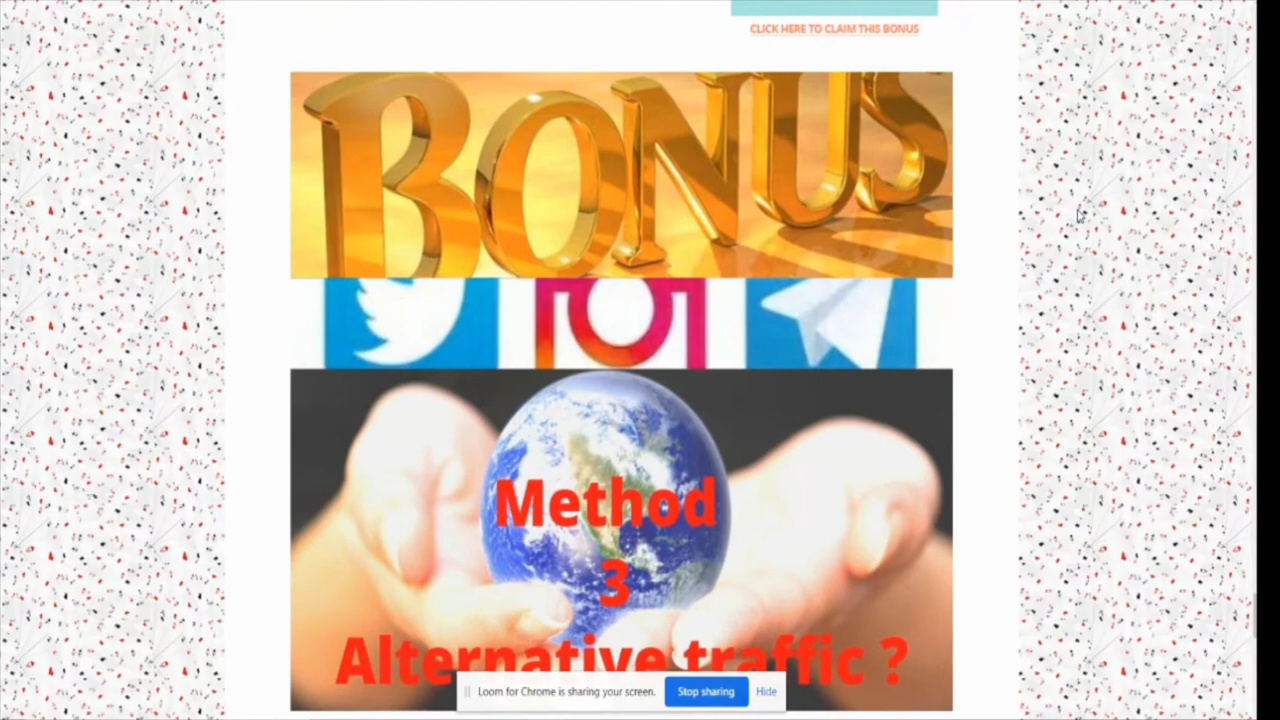 CLICK HERE TO CLAIM THIS BONUS
BONUS
Method
3
Alternative traffic ?
Loom for Chrome is sharing your screen. Stop sharing Hide